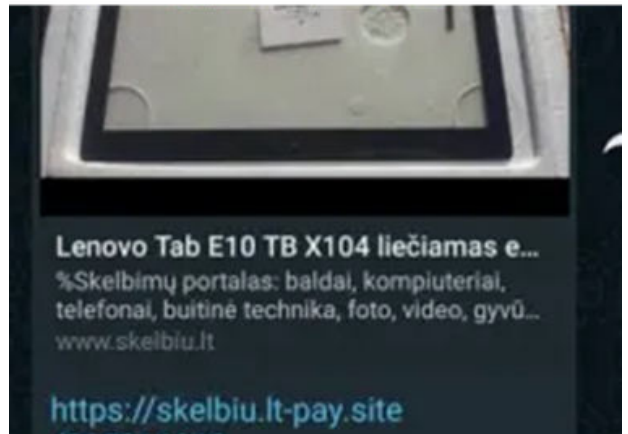 Lenovo Tab E10 TB X104 liečiamas e...
%Skelbimų portalas: baldai, kompiuteriai,
telefonai, buitinė technika, foto, video, gyvū...
www.skelbiu.lt
https://skelbiu.lt-pay.site